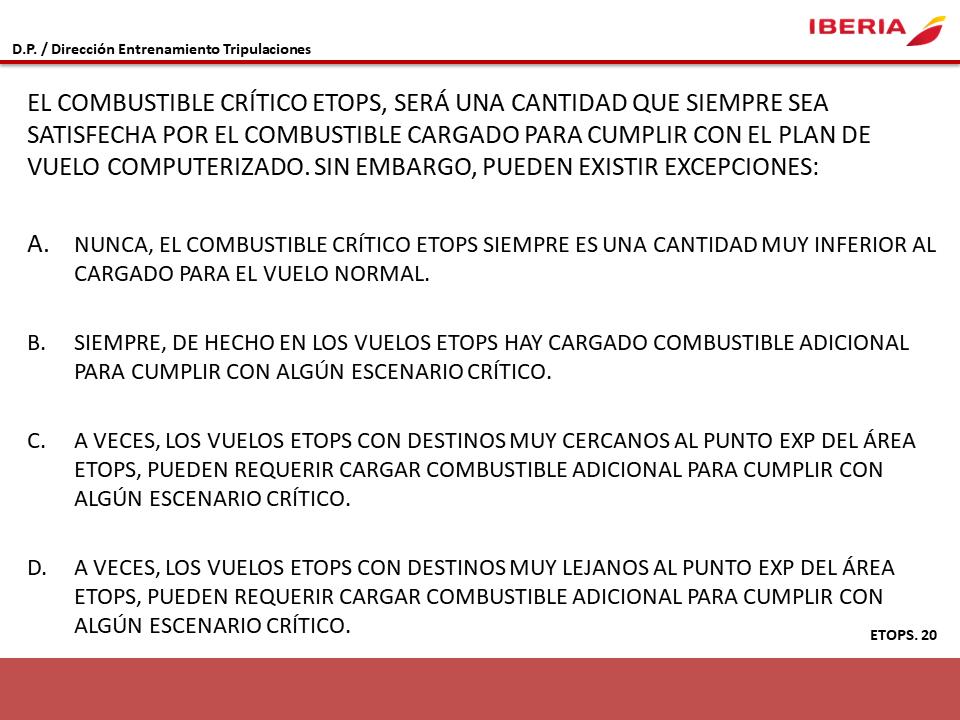 IBERIA
D.P. / Dirección Entrenamiento Tripulaciones
EL COMBUSTIBLE CRÍTICO ETOPS, SERÁ UNA CANTIDAD QUE SIEMPRE SEA
SATISFECHA POR EL COMBUSTIBLE CARGADO PARA CUMPLIR CON EL PLAN DE
VUELO COMPUTERIZADO. SIN EMBARGO, PUEDEN EXISTIR EXCEPCIONES:
A. NUNCA, EL COMBUSTIBLE CRÍTICO ETOPS SIEMPRE ES UNA CANTIDAD MUY INFERIOR AL
CARGADO PARA EL VUELO NORMAL.
B. SIEMPRE, DE HECHO EN LOS VUELOS ETOPS HAY CARGADO COMBUSTIBLE ADICIONAL
PARA CUMPLIR CON ALGÚN ESCENARIO CRÍTICO.
C. A VECES, LOS VUELOS ETOPS CON DESTINOS MUY CERCANOS AL PUNTO EXP DEL ÁREA
ETOPS, PUEDEN REQUERIR CARGAR COMBUSTIBLE ADICIONAL PARA CUMPLIR CON
ALGÚN ESCENARIO CRÍTICO.
D. A VECES, LOS VUELOS ETOPS CON DESTINOS MUY LEJANOS AL PUNTO EXP DEL ÁREA
ETOPS, PUEDEN REQUERIR CARGAR COMBUSTIBLE ADICIONAL PARA CUMPLIR CON
ALGÚN ESCENARIO CRÍTICO.
ETOPS. 20